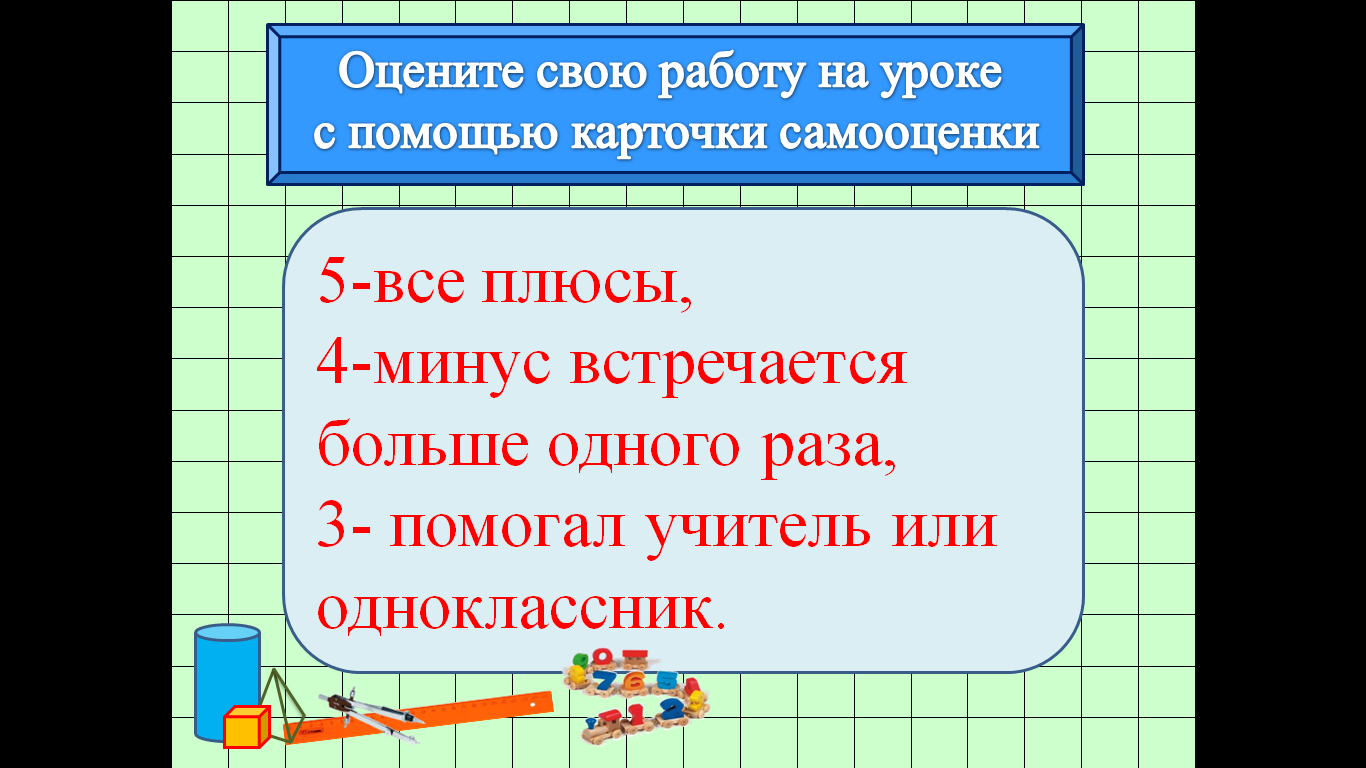 Оцените свою работу на уроке
с помощью карточки самооценки
5-все плюсы,
4-минус встречается
больше одного раза,
3- помогал учитель или
одноклассник.